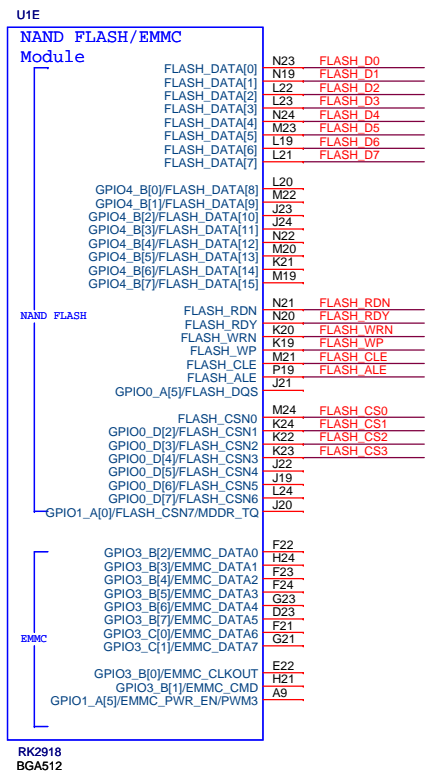 U1E
NAND FLASH/EMMC
Module
FLASH_DATA[0] N23 FLASH_D0
FLASH_DATA[1] N19 FLASH_D1
FLASH_DATA[2] L22 FLASH_D2
FLASH_DATA[3] L23 FLASH_D3
FLASH_DATA[4] N24 FLASH_D4
FLASH_DATA[5] M23 FLASH_D5
FLASH_DATA[6] L19 FLASH_D6
FLASH_DATA[7] L21 FLASH_D7
GPIO4_B[0]/FLASH_DATA[8] L20
GPIO4_B[1]/FLASH_DATA[9] M22
GPIO4_B[2]/FLASH_DATA[10] J23
GPIO4_B[3]/FLASH_DATA[11] J24
GPIO4_B[4]/FLASH_DATA[12] N22
GPIO4_B[5]/FLASH_DATA[13] M20
GPIO4_B[6]/FLASH_DATA[14] K21
GPIO4_B[7]/FLASH_DATA[15] M19
NAND FLASH
FLASH_RDN N21 FLASH_RDN
FLASH_RDY N20 FLASH_RDY
FLASH_WRN K20 FLASH_WRN
FLASH_WP K19 FLASH_WP
FLASH_CLE M21 FLASH_CLE
FLASH_ALE P19 FLASH_ALE
GPIO0_A[5]/FLASH_DQS J21
FLASH_CSN0 M24 FLASH_CS0
GPIO0_D[2]/FLASH_CSN1 K24 FLASH_CS1
GPIO0_D[3]/FLASH_CSN2 K22 FLASH_CS2
GPIO0_D[4]/FLASH_CSN3 K23 FLASH_CS3
GPIO0_D[5]/FLASH_CSN4 J22
GPIO0_D[6]/FLASH_CSN5 J19
GPIO0_D[7]/FLASH_CSN6 L24
GPIO1_A[0]/FLASH_CSN7/MDDR_TQ J20
GPIO3_B[2]/EMMC_DATA0 F22
GPIO3_B[3]/EMMC_DATA1 H24
GPIO3_B[4]/EMMC_DATA2 F23
GPIO3_B[5]/EMMC_DATA3 F24
GPIO3_B[6]/EMMC_DATA4 G23
GPIO3_B[7]/EMMC_DATA5 D23
GPIO3_C[0]/EMMC_DATA6 F21
GPIO3_C[1]/EMMC_DATA7 G21
EMMC
GPIO3_B[0]/EMMC_CLKOUT E22
GPIO3_B[1]/EMMC_CMD H21
GPIO1_A[5]/EMMC_PWR_EN/PWM3 A9
RK2918
BGA512